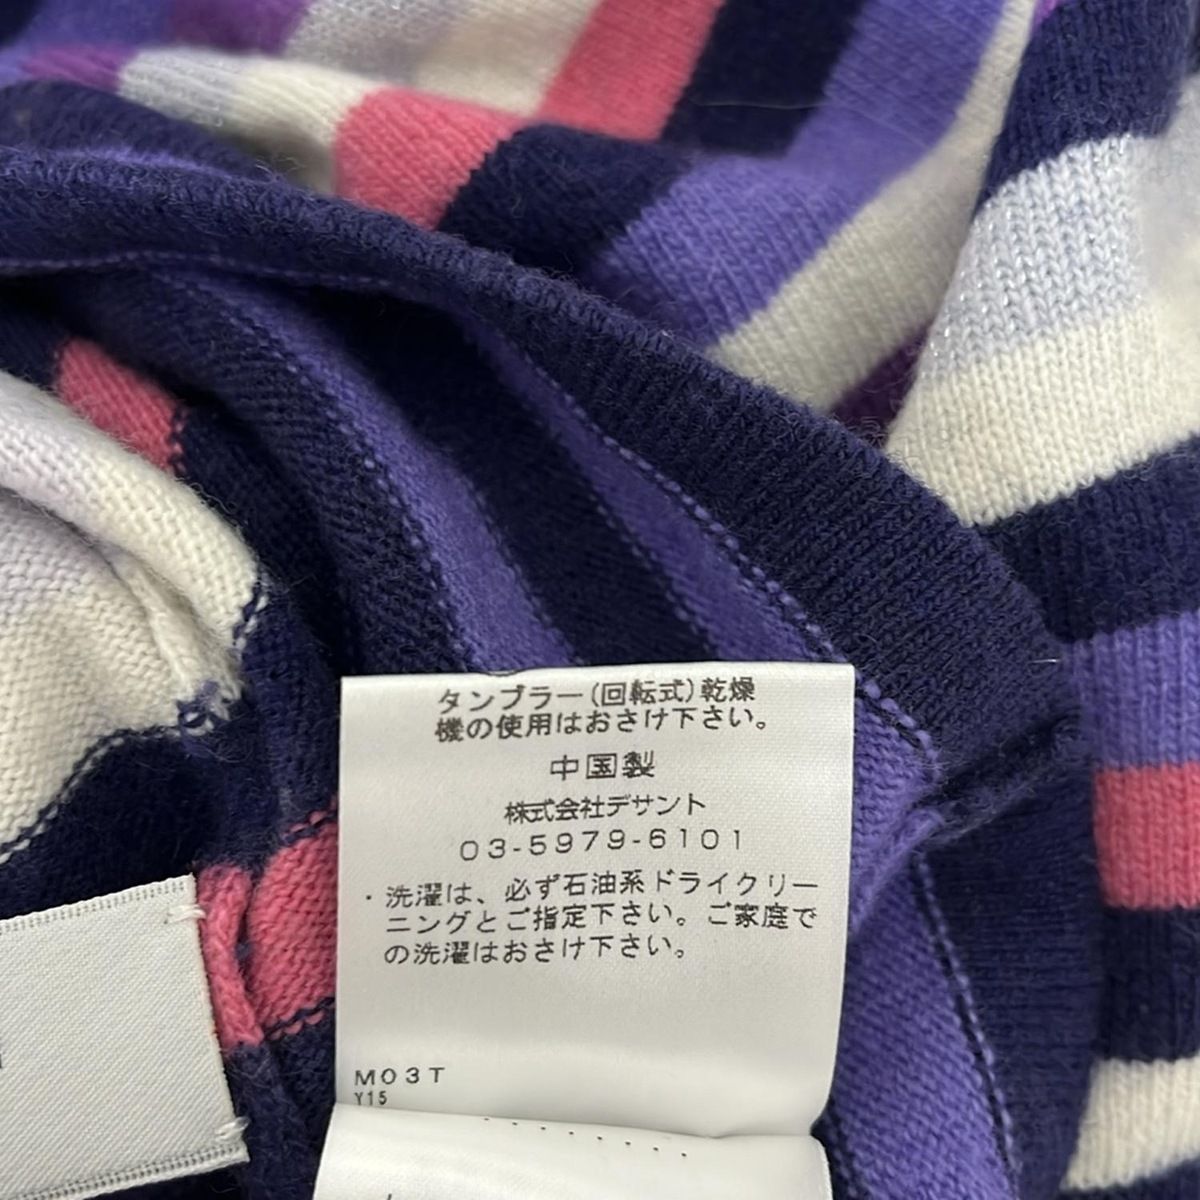 タンブラー(回転式)乾燥
機の使用はおさけ下さい。
中国製
株式会社デサント
03-5979-6101
・洗濯は、必ず石油系ドライクリー
ニングとご指定下さい。ご家庭で
の洗濯はおさけ下さい。
M03T
Y15